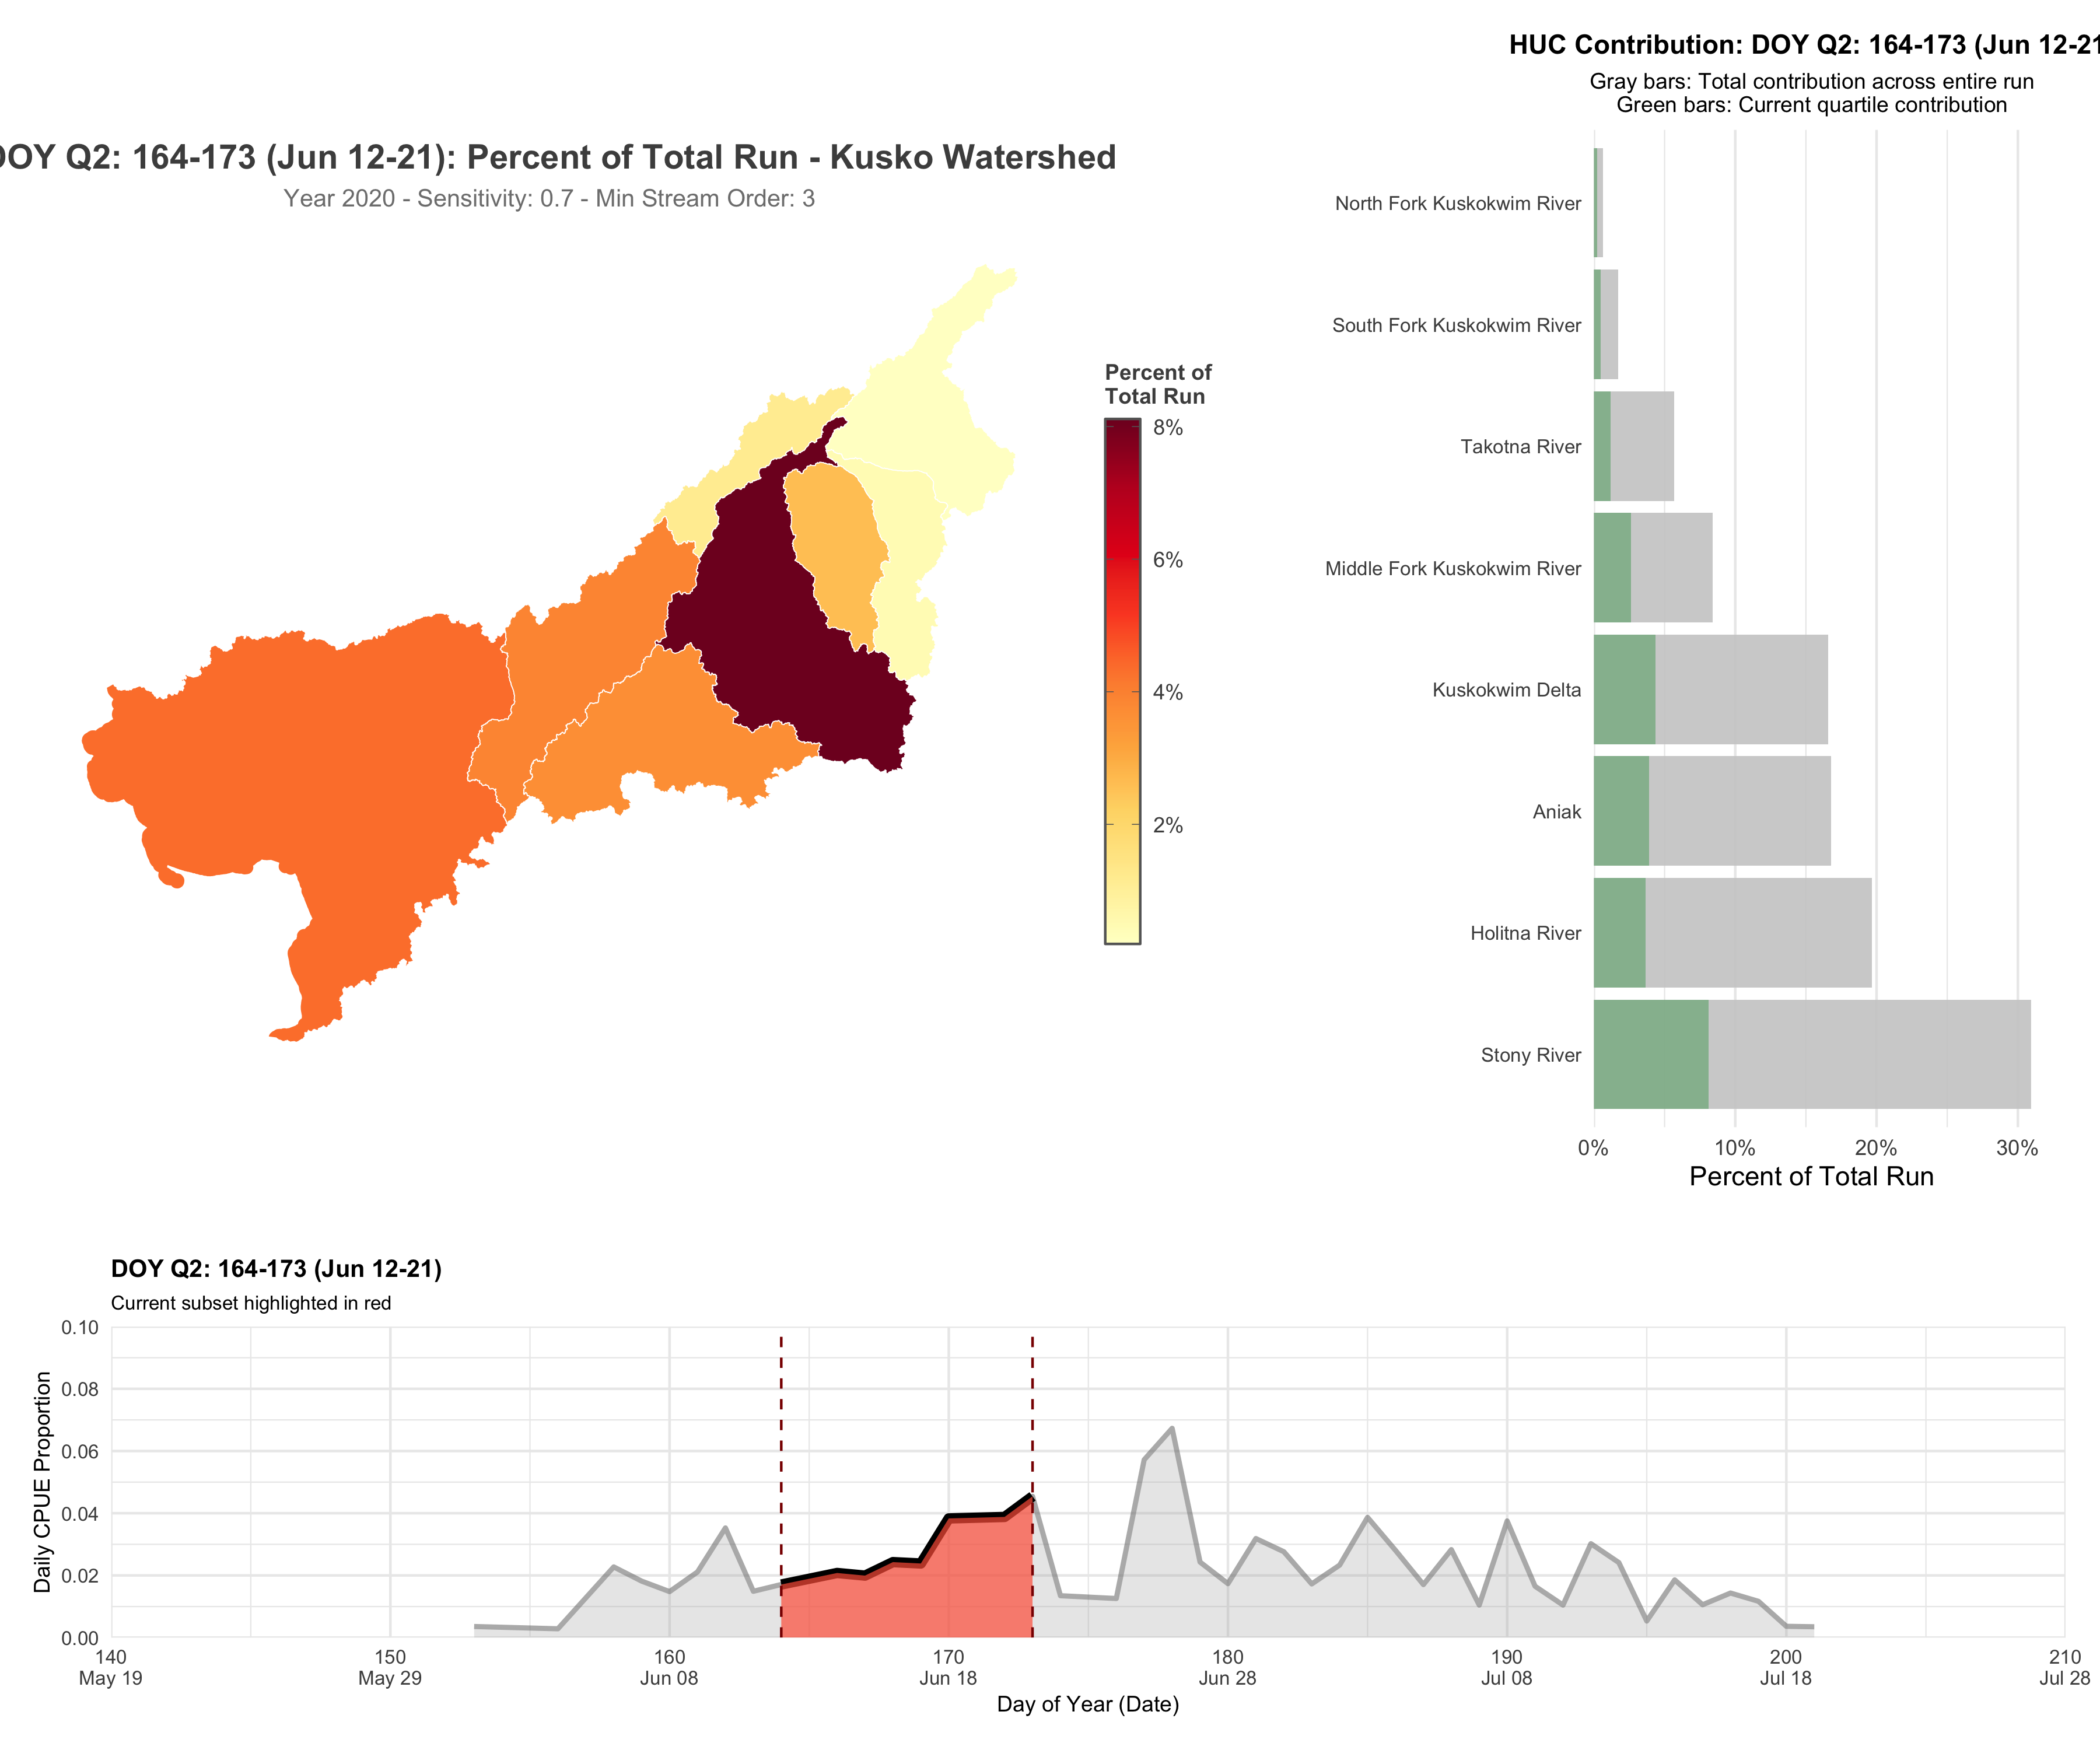 HUC Contribution: DOY Q2: 164-173 (Jun 12-21
Gray bars: Total contribution across entire run
Green bars: Current quartile contribution
DOY Q2: 164-173 (Jun 12-21): Percent of Total Run - Kusko Watershed
Year 2020 - Sensitivity: 0.7 - Min Stream Order: 3
Percent of
Total Run
8%
6%
4%
2%
North Fork Kuskokwim River
South Fork Kuskokwim River
Takotna River
Middle Fork Kuskokwim River
Kuskokwim Delta
Aniak
Holitna River
Stony River
0% 10% 20% 30%
Percent of Total Run
DOY Q2: 164-173 (Jun 12-21)
Current subset highlighted in red
Daily CPUE Proportion
0.10
0.08
0.06
0.04
0.02
0.00
140 150 160 170 180 190 200 210
May 19 May 29 Jun 08 Jun 18 Jun 28 Jul 08 Jul 18 Jul 28
Day of Year (Date)